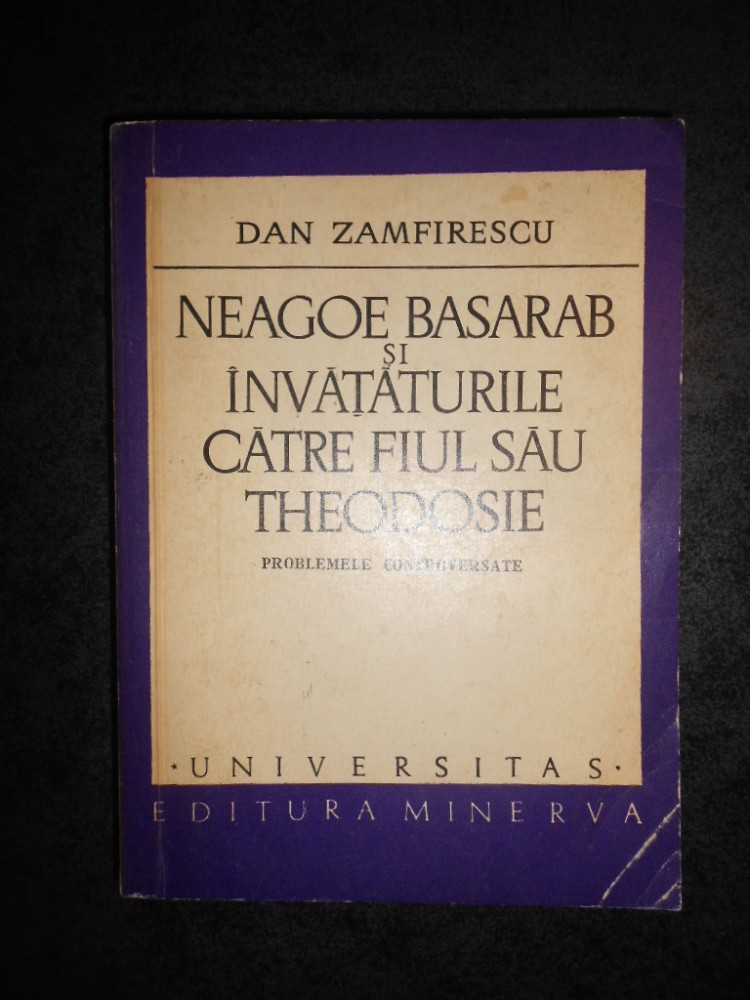 DAN ZAMFIRESCU
NEAGOE BASARAB
ȘI
ÎNVĂȚĂTURILE
CĂTRE FIUL SĂU
THEODOSIE
PROBLEMELE CONTROVERSATE
·UNIVERSITAS·
EDITURA MINERVA